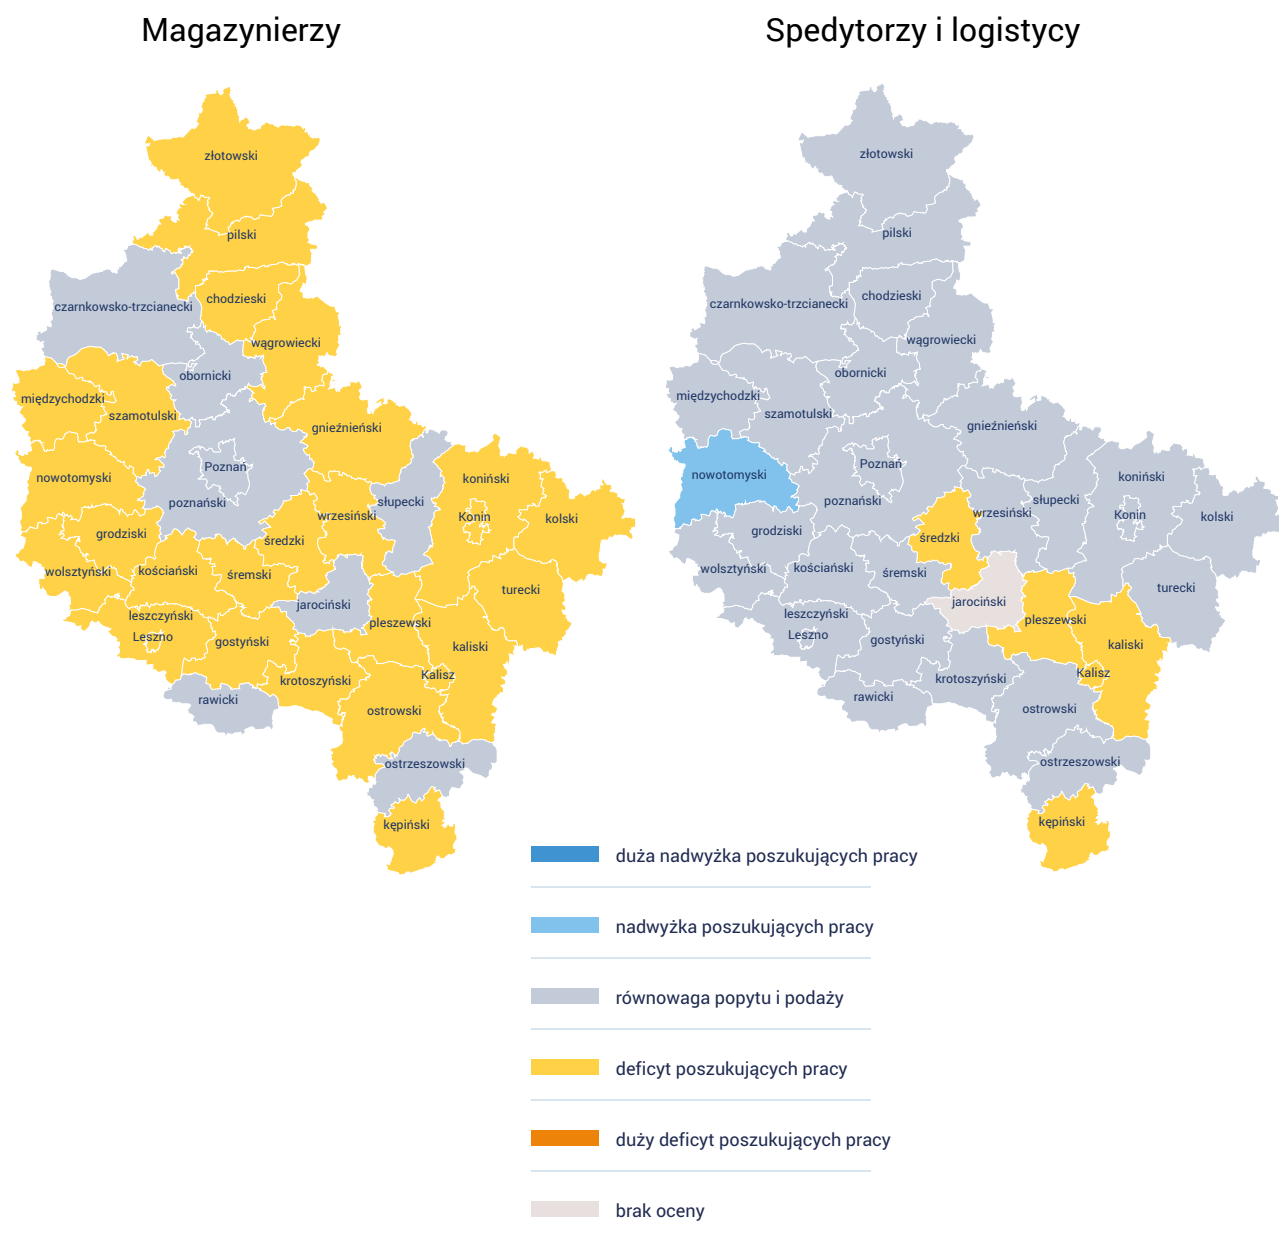 Magazynierzy
złotowski
pilski
czarnkowsko-trzcianecki
chodzieski
wągrowiecki
obornicki
międzychodzki
szamotulski
gnieźnieński
Poznań
nowotomyski
poznański
koniński
słupecki
Konin
kolski
wrzesiński
grodziski
średzki
wolsztyński
kościański
śremski
turecki
jarociński
leszczyński
Leszno
pleszewski
gostyński
kaliski
Kalisz
krotoszyński
rawicki
ostrowski
ostrzeszowski
kępiński
Spedytorzy i logistycy
złotowski
pilski
czarnkowsko-trzcianecki
chodzieski
wągrowiecki
obornicki
międzychodzki
szamotulski
gnieźnieński
Poznań
nowotomyski
poznański
koniński
słupecki
Konin
kolski
wrzesiński
grodziski
średzki
wolsztyński
kościański
śremski
turecki
jarociński
leszczyński
Leszno
pleszewski
gostyński
kaliski
Kalisz
krotoszyński
rawicki
ostrowski
ostrzeszowski
kępiński
duża nadwyżka poszukujących pracy
nadwyżka poszukujących pracy
równowaga popytu i podaży
deficyt poszukujących pracy
duży deficyt poszukujących pracy
brak oceny